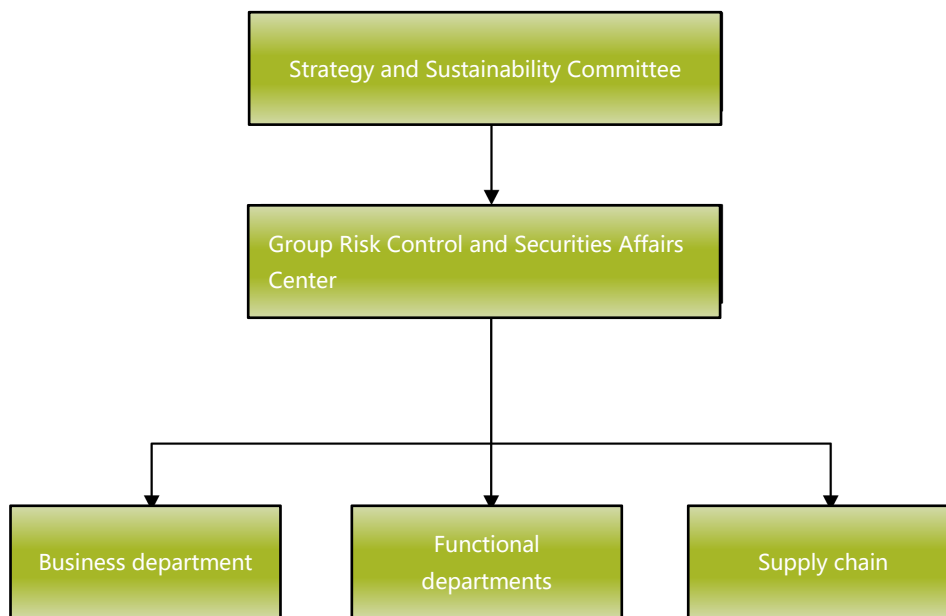 Strategy and Sustainability Committee
Group Risk Control and Securities Affairs
Center
Business department
Functional
departments
Supply chain